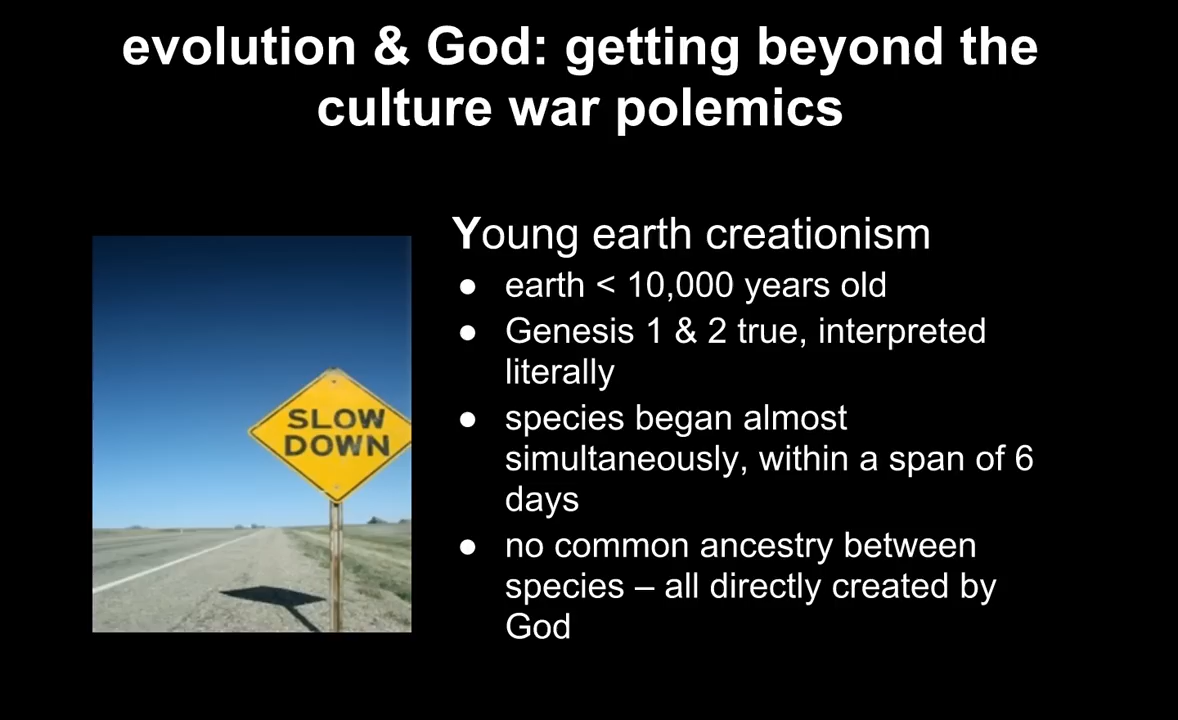 evolution & God: getting beyond the
culture war polemics
SLOW
DOWN
Young earth creationism
● earth < 10,000 years old
● Genesis 1 & 2 true, interpreted
literally
● species began almost
simultaneously, within a span of 6
days
● no common ancestry between
species – all directly created by
God